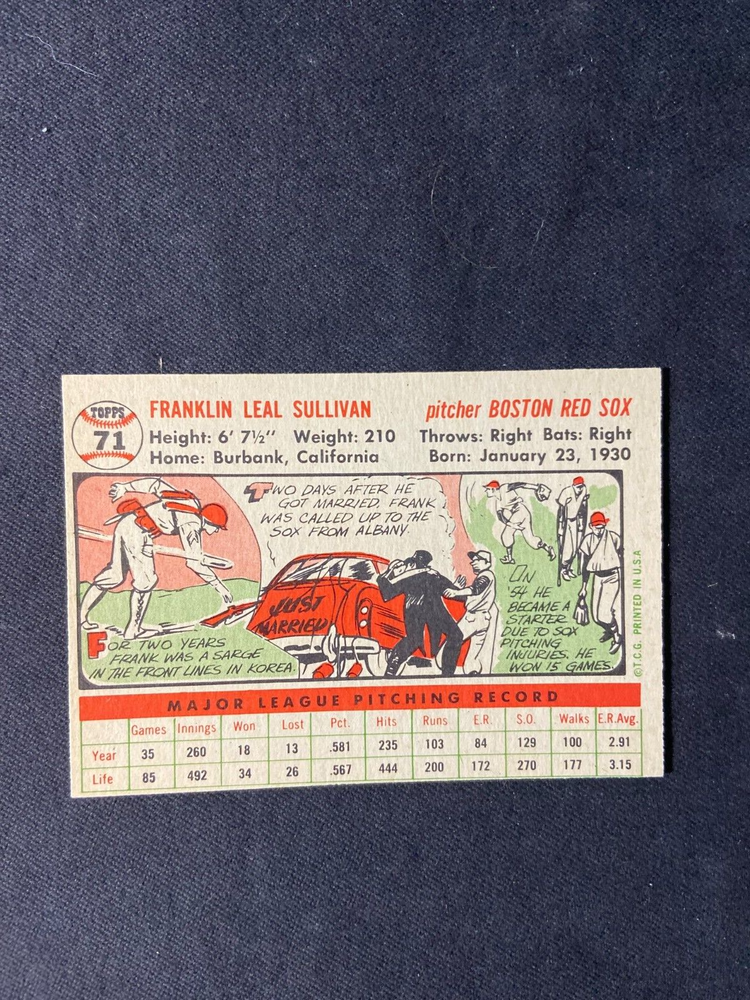 TOPPS
71
FRANKLIN LEAL SULLIVAN
pitcher BOSTON RED SOX
Height: 6' 7½" Weight: 210
Throws: Right Bats: Right
Home: Burbank, California
Born: January 23, 1930
FOR TWO YEARS
FRANK WAS A SARGE
IN THE FRONT LINES IN KOREA.
TWO DAYS AFTER HE
GOT MARRIED, FRANK
WAS CALLED UP TO THE
SOX FROM ALBANY.
JUST
MARRIED
IN
'54 HE
BECAME A
STARTER
DUE TO SOX
PITCHING
INJURIES. HE
WON 15 GAMES.
©T.C.G. PRINTED IN U.S.A
MAJOR LEAGUE PITCHING RECORD
Games Innings Won Lost Pct. Hits Runs E.R. S.O. Walks E.R.Avg.
Year 35 260 18 13 .581 235 103 84 129 100 2.91
Life 85 492 34 26 .567 444 200 172 270 177 3.15